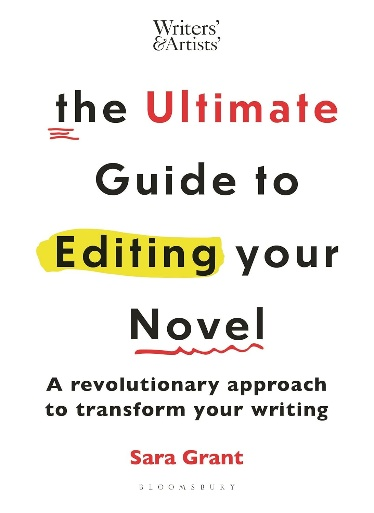 Writers'
&Artists'
the Ultimate
Guide to
Editing your
Novel
A revolutionary approach
to transform your writing
Sara Grant
BLOOMSBURY